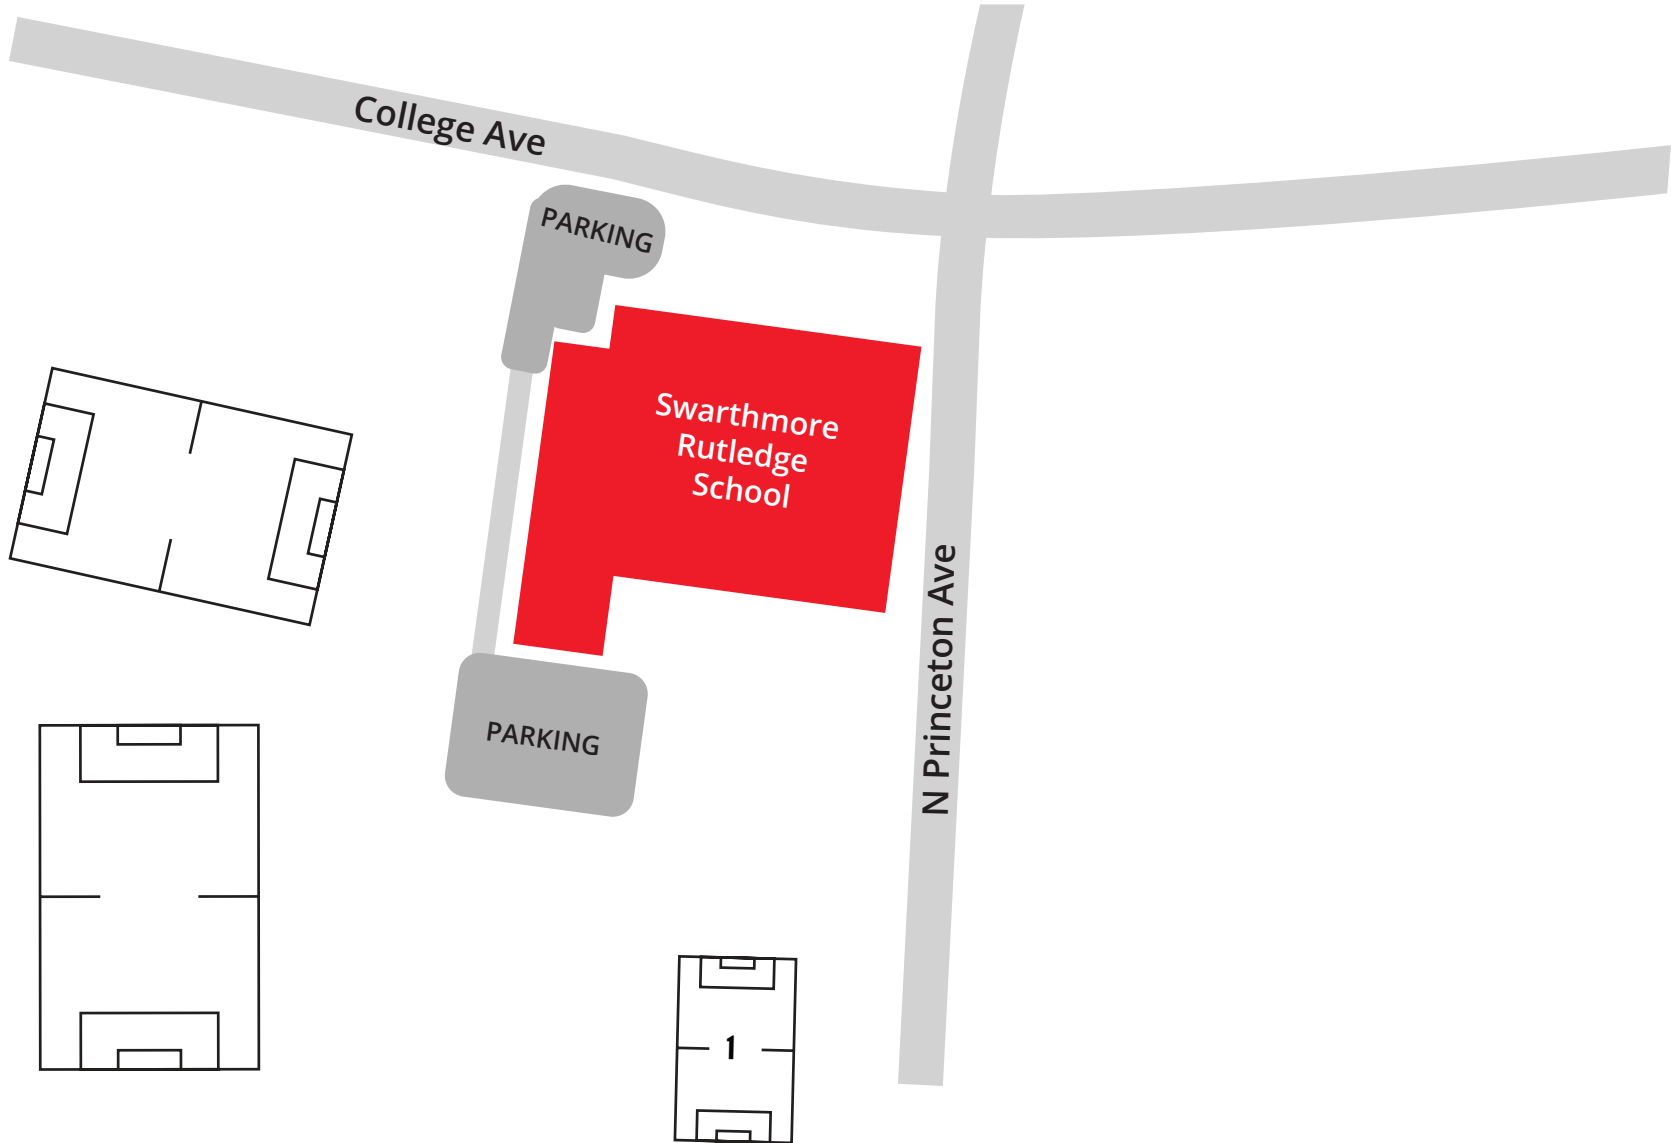 College Ave
PARKING
Swarthmore
Rutledge
School
N Princeton Ave
PARKING
1